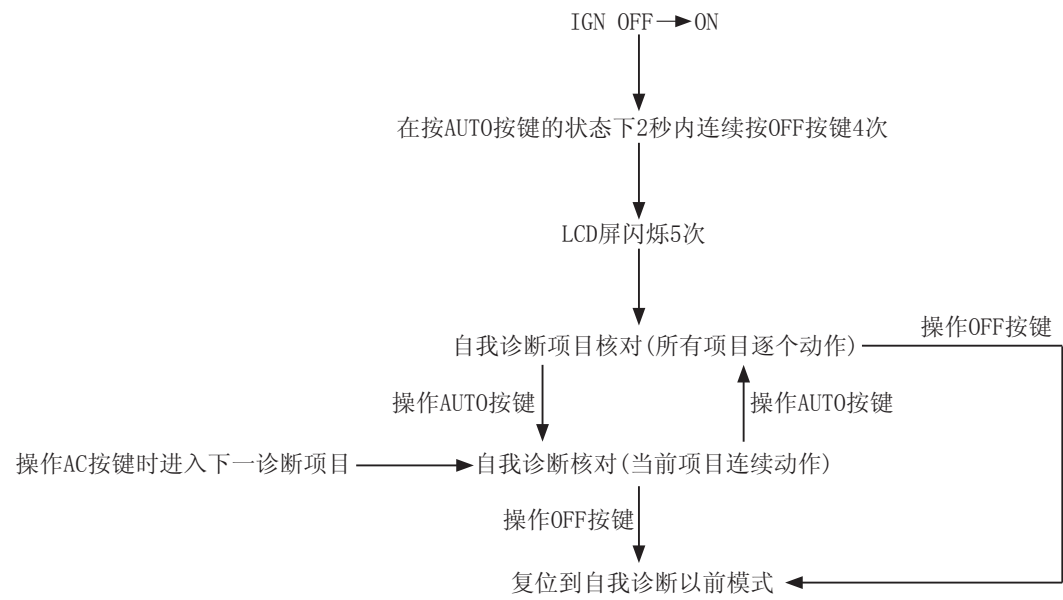 IGN OFF→ON
在按AUTO按键的状态下2秒内连续按OFF按键4次
LCD屏闪烁5次
操作OFF按键
自我诊断项目核对(所有项目逐个动作)
操作AUTO按键
操作AUTO按键
操作AC按键时进入下一诊断项目
自我诊断核对(当前项目连续动作)
操作OFF按键
复位到自我诊断以前模式